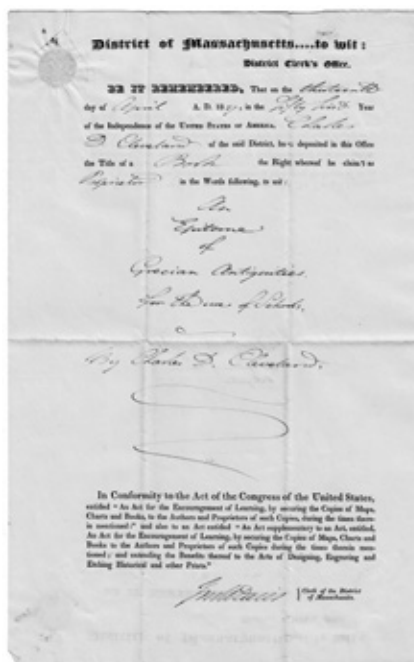 District of Massachusetts....to wit:
District Clerk's Office.
BE IT REMEMBERED, That on the thirteenth
day of April A. D. in the Year
of the Independence of the UNITED STATES OF AMERICA, Charles
D. Cleveland of the said District, has deposited in this Office
the Title of a Book the Right whereof he claims as
Proprietor in the Words following, to wit:
An
Epitome
of
Grecian Antiquities.
For the use of Schools.
By Charles D. Cleveland.
In Conformity to the Act of the Congress of the United States,
entitled "An Act for the Encouragement of Learning, by securing the Copies of Maps,
Charts and Books, to the Authors and Proprietors of such Copies, during the times there-
in mentioned:" and also to an Act entitled "An Act supplementary to an Act, entitled,
An Act for the Encouragement of Learning, by securing the Copies of Maps, Charts and
Books to the Authors and Proprietors of such Copies during the times therein men-
tioned; and extending the Benefits thereof to the Arts of Designing, Engraving and
Etching Historical and other Prints."
Clerk of the District
of Massachusetts.